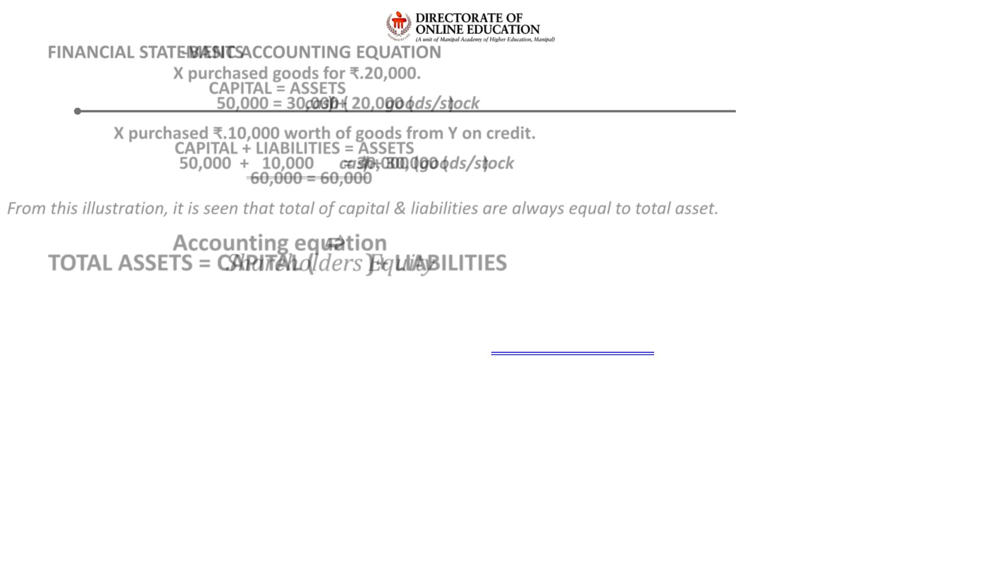 DIRECTORATE OF
ONLINE EDUCATION
INSPIRED BY LIFE
(A unit of Manipal Academy of Higher Education, Manipal)
FINANCIAL STATEMENTS - BASIC ACCOUNTING EQUATION
X purchased goods for ₹.20,000.
CAPITAL = ASSETS
50,000 = 30,000 (cash) + 20,000 (goods/stock)
X purchased ₹.10,000 worth of goods from Y on credit.
CAPITAL + LIABILITIES = ASSETS
50,000 + 10,000 = 30,000 (cash) + 30,000 (goods/stock)
60,000 = 60,000
From this illustration, it is seen that total of capital & liabilities are always equal to total asset.
Accounting equation ⇒
TOTAL ASSETS = CAPITAL (Shareholders Equity) + LIABILITIES